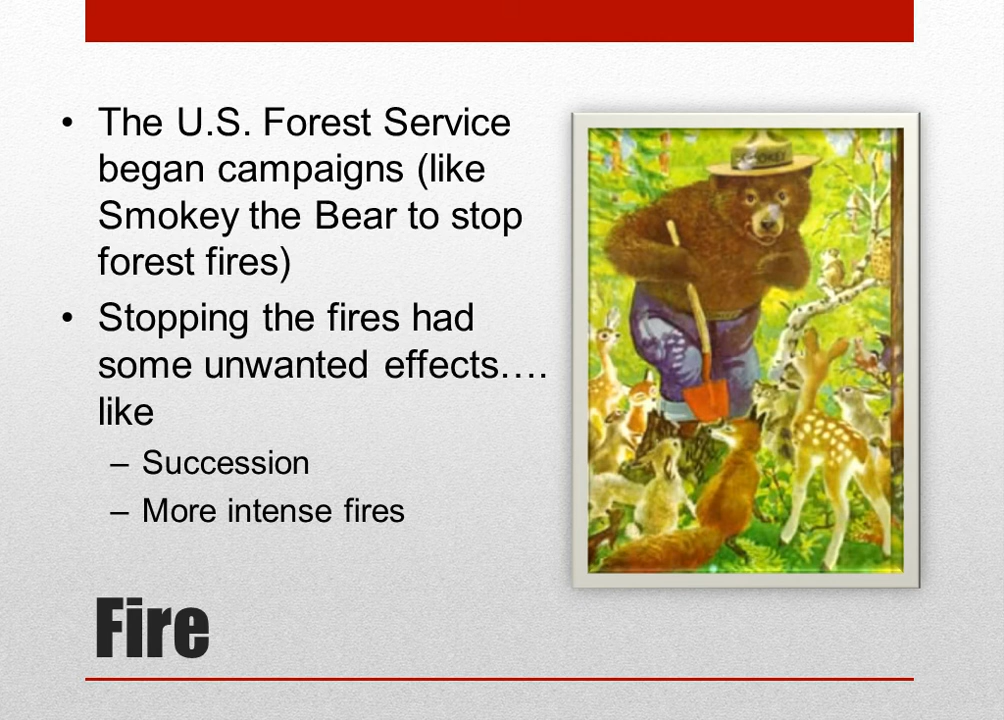 • The U.S. Forest Service
began campaigns (like
Smokey the Bear to stop
forest fires)
• Stopping the fires had
some unwanted effects….
like
– Succession
– More intense fires
SMOKEY
Fire